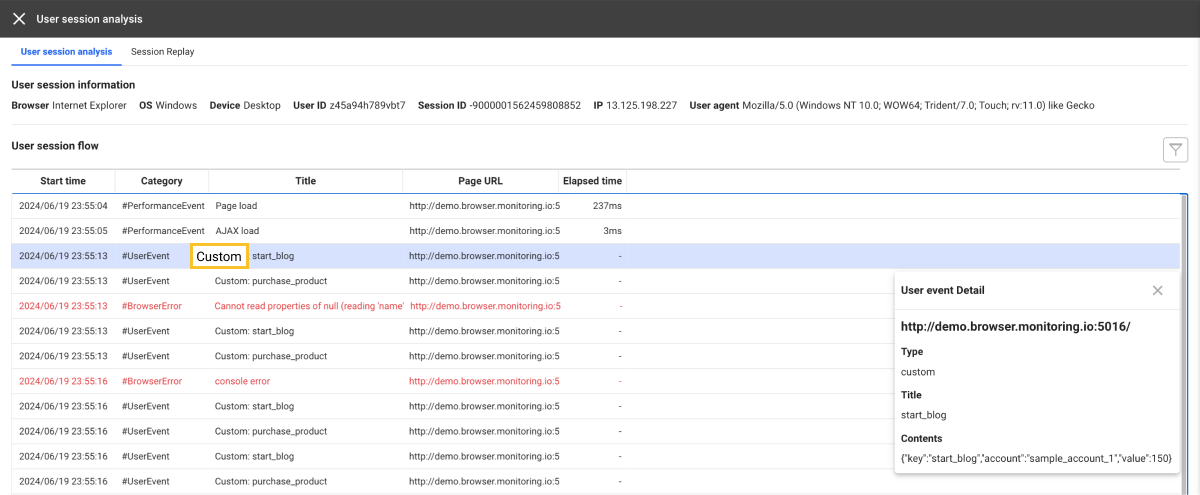 User session analysis
User session analysis Session Replay
User session information
Browser Internet Explorer OS Windows Device Desktop User ID z45a94h789vbt7 Session ID -9000001562459808852 IP 13.125.198.227 User agent Mozilla/5.0 (Windows NT 10.0; WOW64; Trident/7.0; Touch; rv:11.0) like Gecko
User session flow
Start time Category Title Page URL Elapsed time
2024/06/19 23:55:04 #PerformanceEvent Page load http://demo.browser.monitoring.io:5 237ms
2024/06/19 23:55:05 #PerformanceEvent AJAX load http://demo.browser.monitoring.io:5 3ms
2024/06/19 23:55:13 #UserEvent Custom : start_blog http://demo.browser.monitoring.io:5 -
2024/06/19 23:55:13 #UserEvent Custom: purchase_product http://demo.browser.monitoring.io:5 -
2024/06/19 23:55:13 #BrowserError Cannot read properties of null (reading 'name' http://demo.browser.monitoring.io:5 -
2024/06/19 23:55:13 #UserEvent Custom: start_blog http://demo.browser.monitoring.io:5 -
2024/06/19 23:55:13 #UserEvent Custom: purchase_product http://demo.browser.monitoring.io:5 -
2024/06/19 23:55:16 #BrowserError console error http://demo.browser.monitoring.io:5 -
2024/06/19 23:55:16 #UserEvent Custom: start_blog http://demo.browser.monitoring.io:5 -
2024/06/19 23:55:16 #UserEvent Custom: purchase_product http://demo.browser.monitoring.io:5 -
2024/06/19 23:55:16 #UserEvent Custom: start_blog http://demo.browser.monitoring.io:5 -
2024/06/19 23:55:16 #UserEvent Custom: purchase_product http://demo.browser.monitoring.io:5 -
User event Detail
http://demo.browser.monitoring.io:5016/
Type
custom
Title
start_blog
Contents
{"key":"start_blog","account":"sample_account_1","value":150}